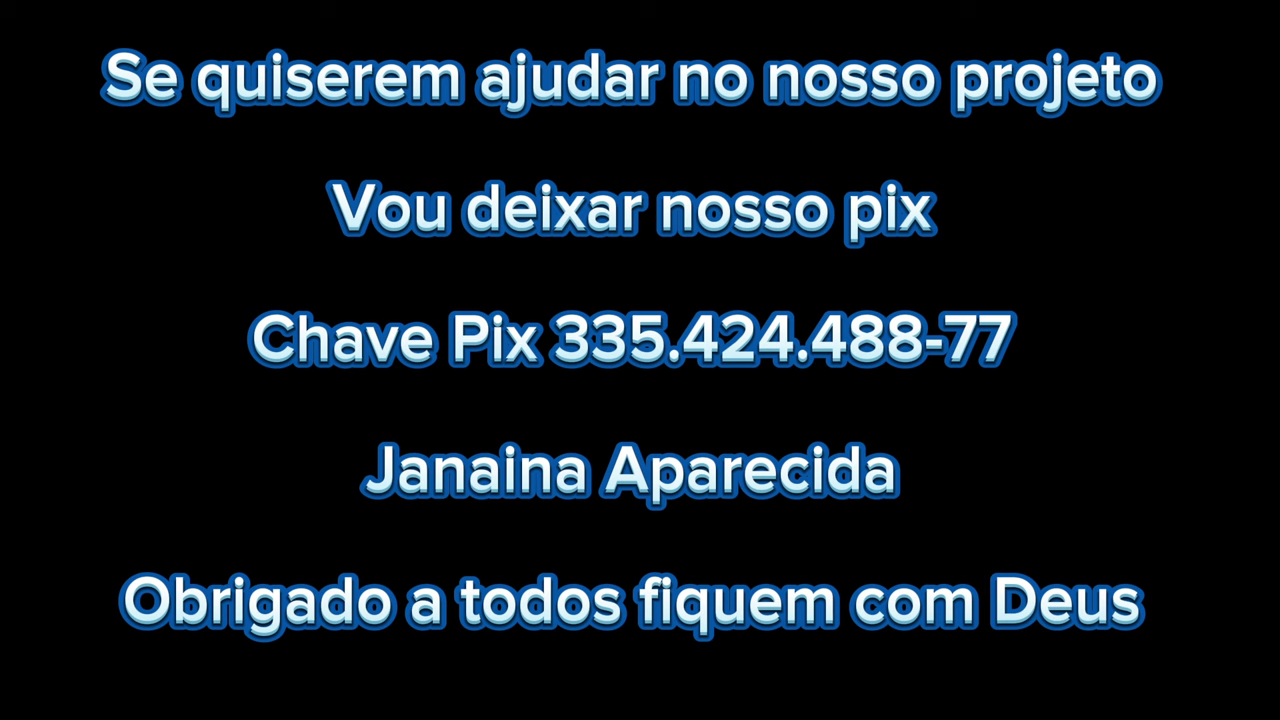 Se quiserem ajudar no nosso projeto
Vou deixar nosso pix
Chave Pix 335.424.488-77
Janaina Aparecida
Obrigado a todos fiquem com Deus